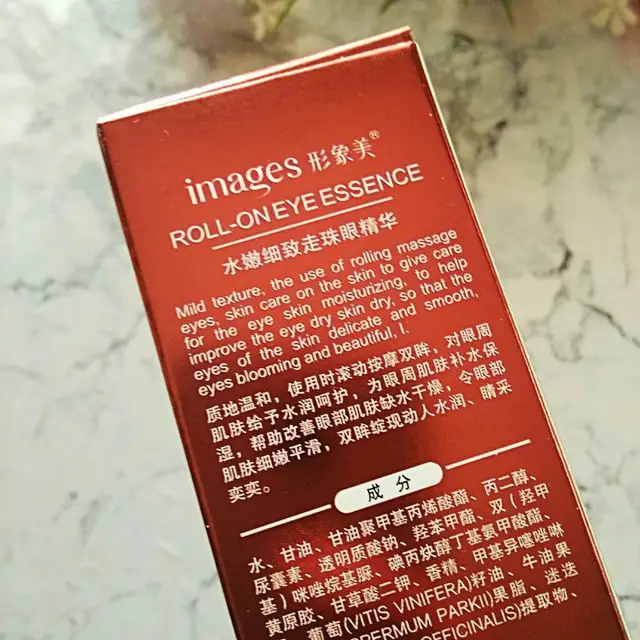 images 形象美®
ROLL-ON EYE ESSENCE
水嫩细致走珠眼精华
Mild texture, the use of rolling massage
eyes, skin care on the skin to give care
for the eye skin moisturizing, to help
improve the eye dry skin dry, so that the
eyes of the skin delicate and smooth,
eyes blooming and beautiful, I.
质地温和，使用时滚动按摩双眸，对眼周
肌肤给予水润呵护，为眼周肌肤补水保
湿，帮助改善眼部肌肤缺水干燥，令眼部
肌肤细嫩平滑，双眸绽现动人水润、晴采
奕奕。
成分
水、甘油、甘油聚甲基丙烯酸酯、丙二醇、
尿囊素、透明质酸钠、羟苯甲酯、双（羟甲
基）咪唑烷基脲、碘丙炔醇丁基氨甲酸酯、
黄原胶、甘草酸二钾、香精、甲基异噻唑啉
葡萄(VITIS VINIFERA)籽油、牛油果
SPERMUM PARKII)果脂、迷迭
OFFICINALIS)提取物、